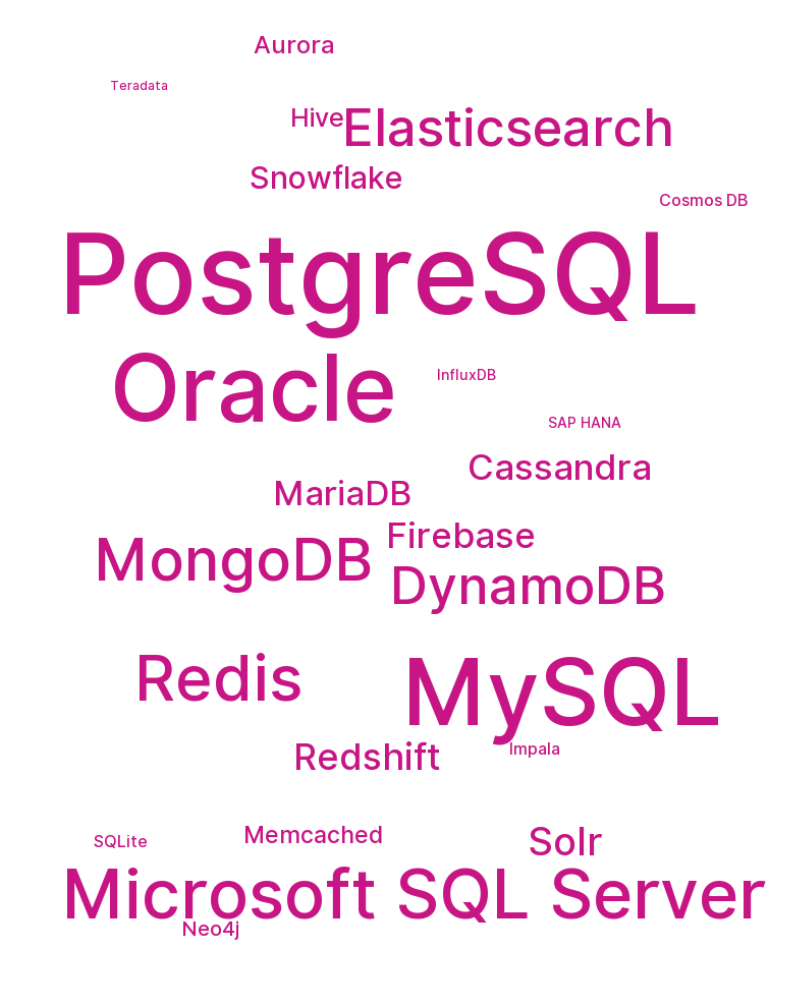 Aurora
Teradata
Hive
Elasticsearch
Snowflake
Cosmos DB
PostgreSQL
Oracle
InfluxDB
SAP HANA
Cassandra
MariaDB
Firebase
MongoDB
DynamoDB
Redis
MySQL
Impala
Redshift
Memcached
SQLite
Solr
Microsoft SQL Server
Neo4j